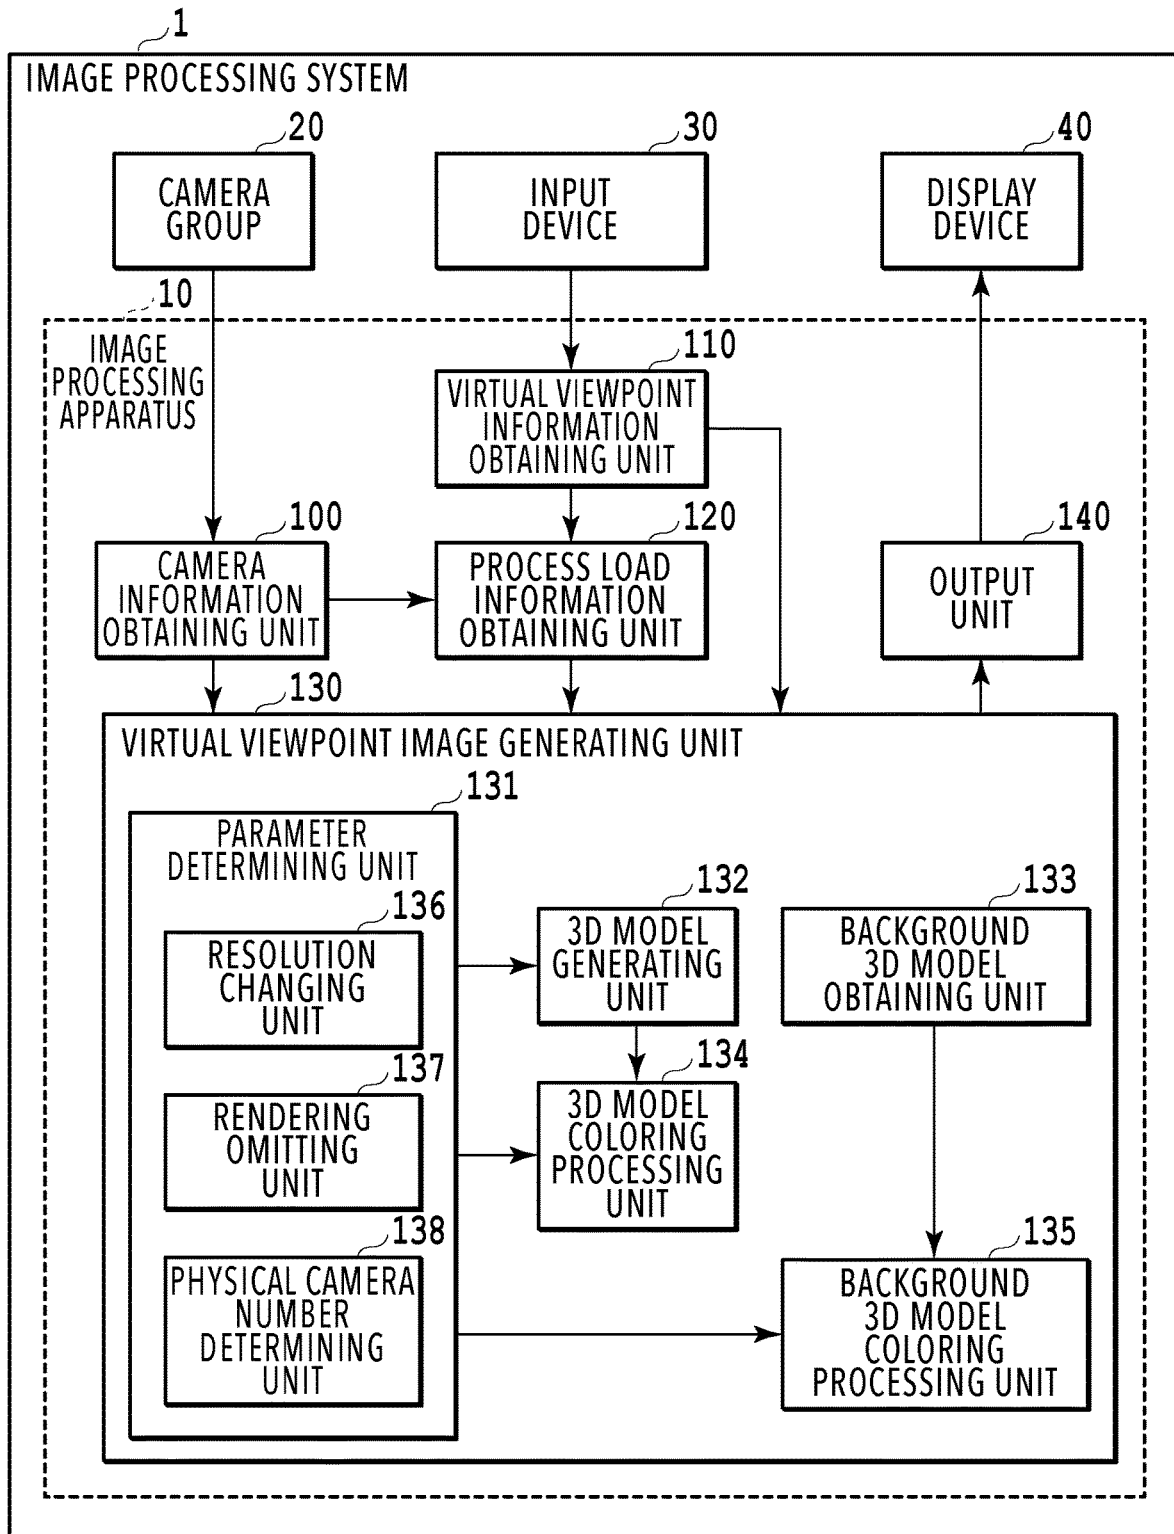 1
IMAGE PROCESSING SYSTEM
20
CAMERA
GROUP
30
INPUT
DEVICE
40
DISPLAY
DEVICE
10
IMAGE
PROCESSING
APPARATUS
110
VIRTUAL VIEWPOINT
INFORMATION
OBTAINING UNIT
100
CAMERA
INFORMATION
OBTAINING UNIT
120
PROCESS LOAD
INFORMATION
OBTAINING UNIT
140
OUTPUT
UNIT
130
VIRTUAL VIEWPOINT IMAGE GENERATING UNIT
131
PARAMETER
DETERMINING UNIT
136
RESOLUTION
CHANGING
UNIT
132
3D MODEL
GENERATING
UNIT
133
BACKGROUND
3D MODEL
OBTAINING UNIT
137
RENDERING
OMITTING
UNIT
134
3D MODEL
COLORING
PROCESSING
UNIT
138
PHYSICAL CAMERA
NUMBER
DETERMINING
UNIT
135
BACKGROUND
3D MODEL
COLORING
PROCESSING UNIT